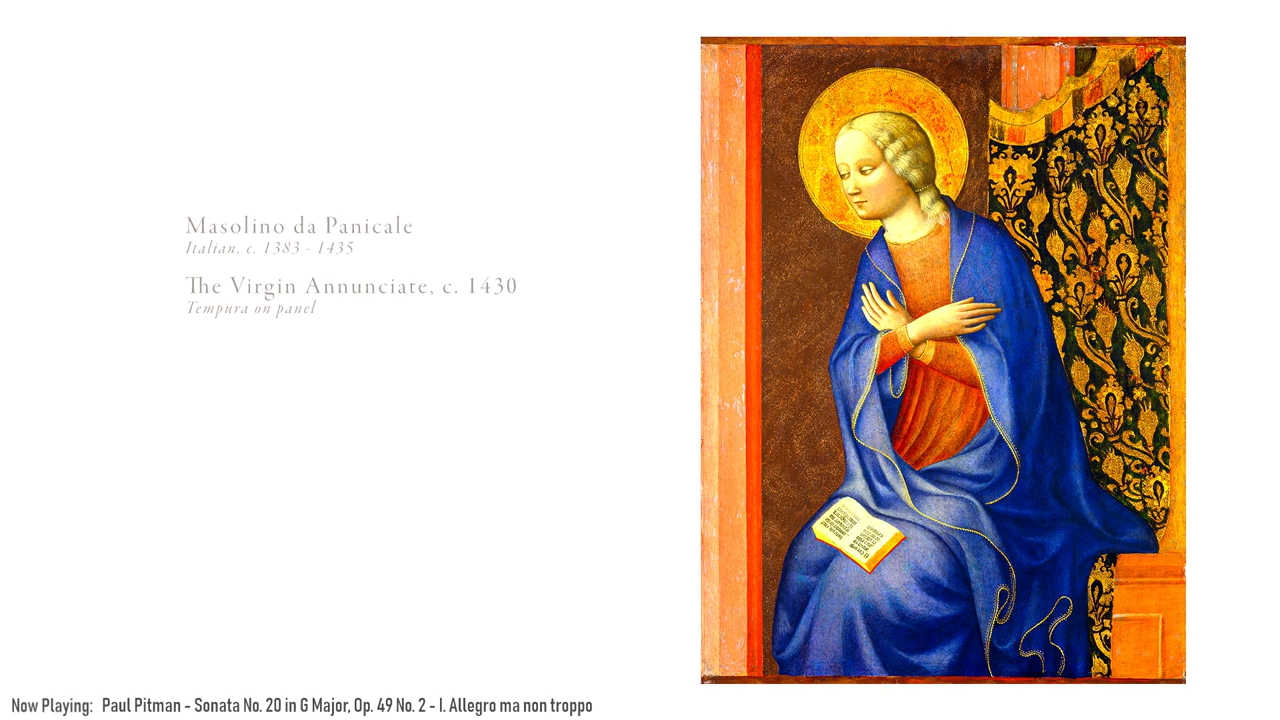 Masolino da Panicale
Italian, c. 1383 - 1435
The Virgin Annunciate, c. 1430
Tempura on panel
Now Playing: Paul Pitman - Sonata No. 20 in G Major, Op. 49 No. 2 - I. Allegro ma non troppo